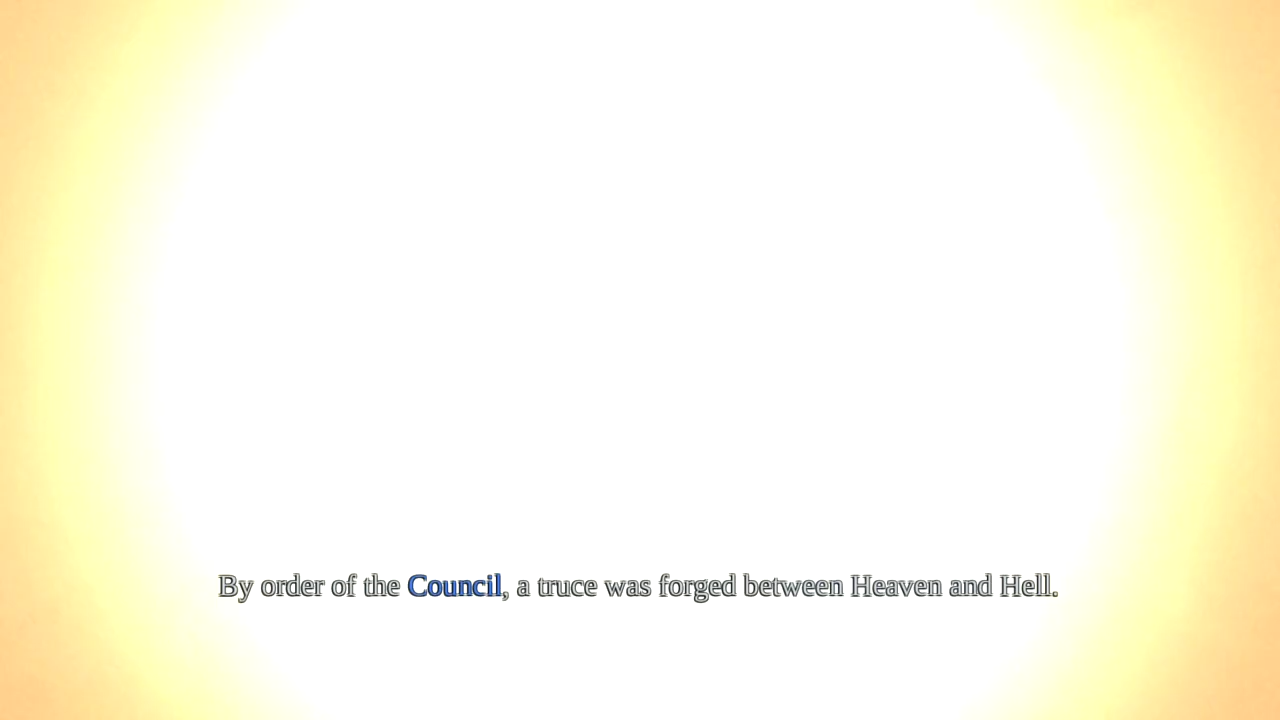 By order of the Council, a truce was forged between Heaven and Hell.